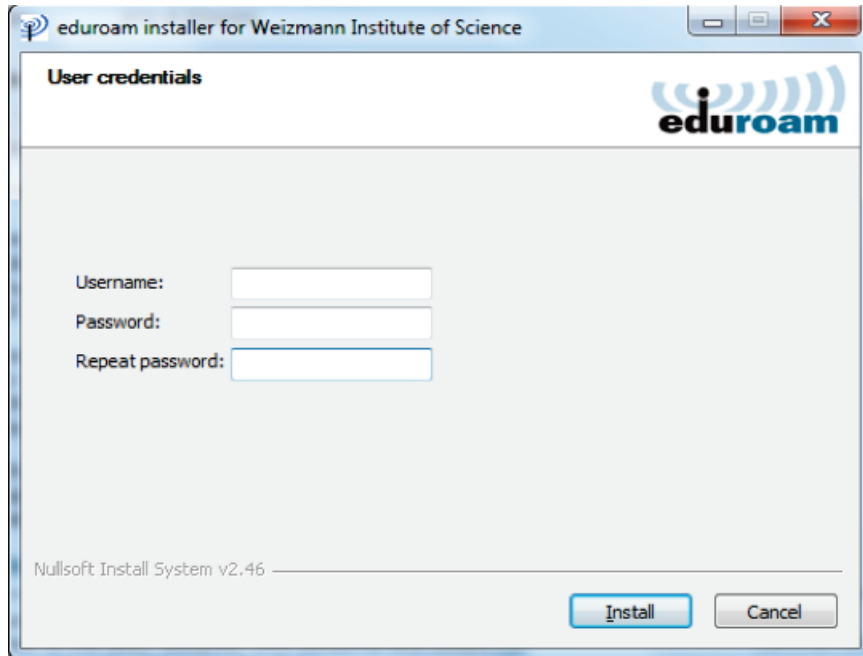 eduroam installer for Weizmann Institute of Science
User credentials
eduroam
Username:
Password:
Repeat password:
Nullsoft Install System v2.46
Install
Cancel